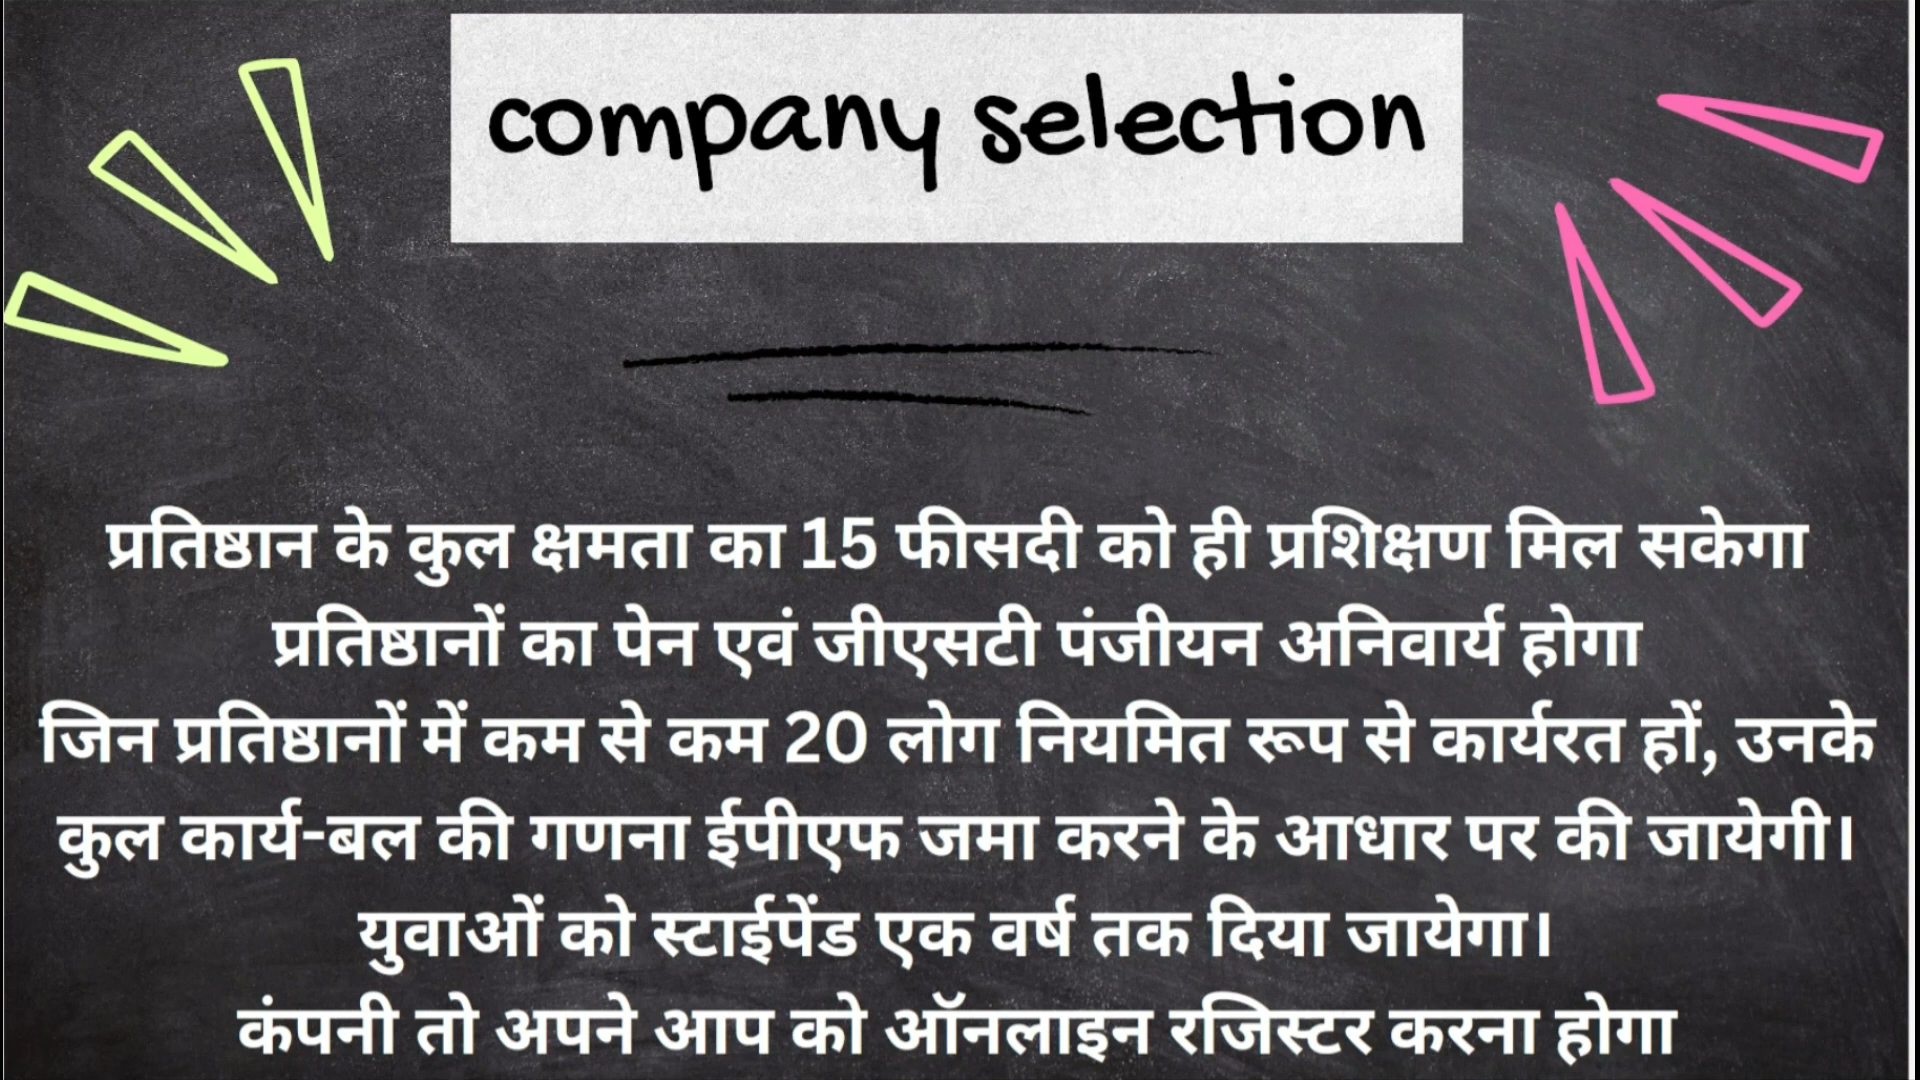 company selection
प्रतिष्ठान के कुल क्षमता का 15 फीसदी को ही प्रशिक्षण मिल सकेगा
प्रतिष्ठानों का पेन एवं जीएसटी पंजीयन अनिवार्य होगा
जिन प्रतिष्ठानों में कम से कम 20 लोग नियमित रूप से कार्यरत हों, उनके
कुल कार्य-बल की गणना ईपीएफ जमा करने के आधार पर की जायेगी।
युवाओं को स्टाईपेंड एक वर्ष तक दिया जायेगा।
कंपनी तो अपने आप को ऑनलाइन रजिस्टर करना होगा